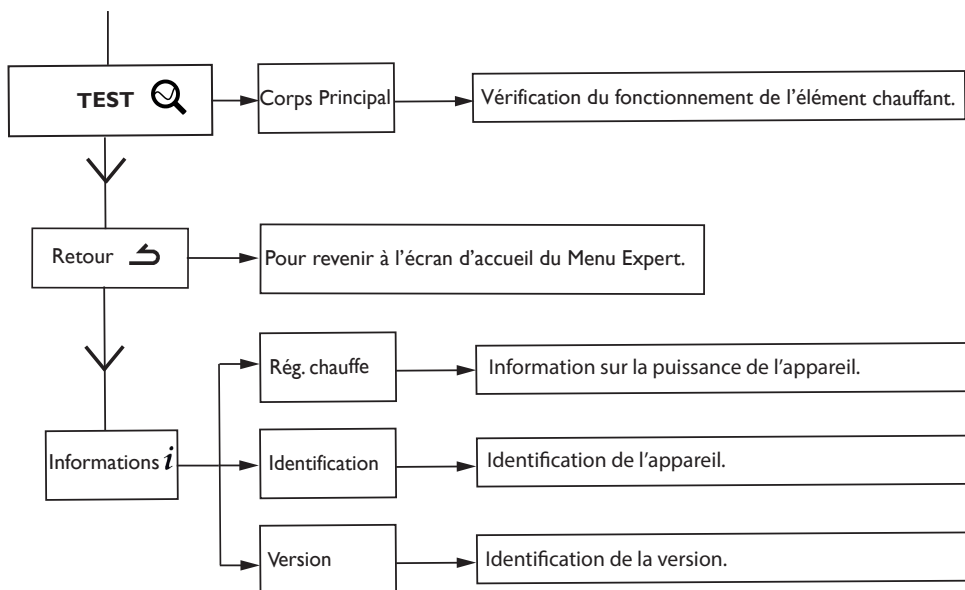 TEST
Corps Principal
Vérification du fonctionnement de l'élément chauffant.
Retour
Pour revenir à l'écran d'accueil du Menu Expert.
Informations i
Rég. chauffe
Information sur la puissance de l'appareil.
Identification
Identification de l'appareil.
Version
Identification de la version.